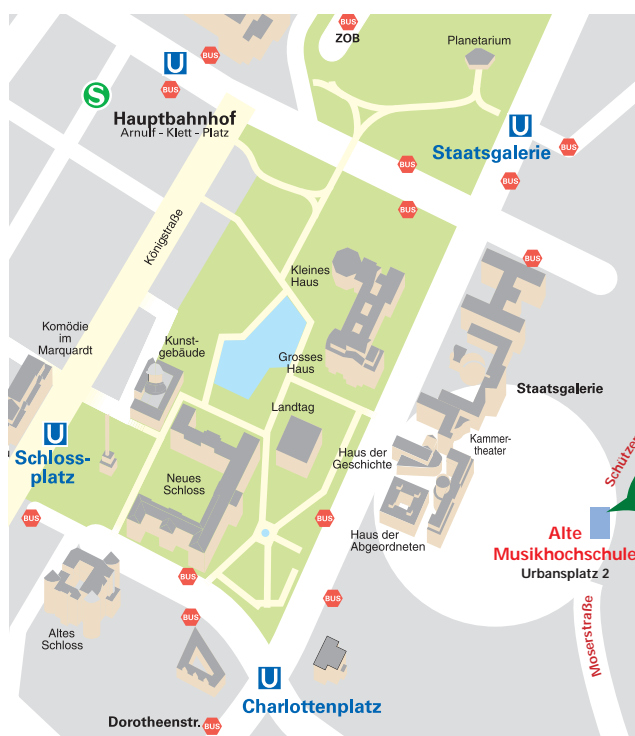 BUS
ZOB
Planetarium
U
BUS
S
BUS
Hauptbahnhof
Arnulf - Klett - Platz
U
Staatsgalerie
BUS
BUS
BUS
BUS
Königstraße
BUS
Kleines
Haus
Komödie
im
Marquardt
Kunst-
gebäude
Grosses
Haus
Staatsgalerie
Landtag
U
Schloss-
platz
Haus der
Geschichte
Kammer-
theater
Neues
Schloss
Schützen
BUS
BUS
Haus der
Abgeordneten
Alte
Musikhochschule
Urbansplatz 2
BUS
BUS
Moserstraße
Altes
Schloss
BUS
U
Charlottenplatz
Dorotheenstr.
BUS